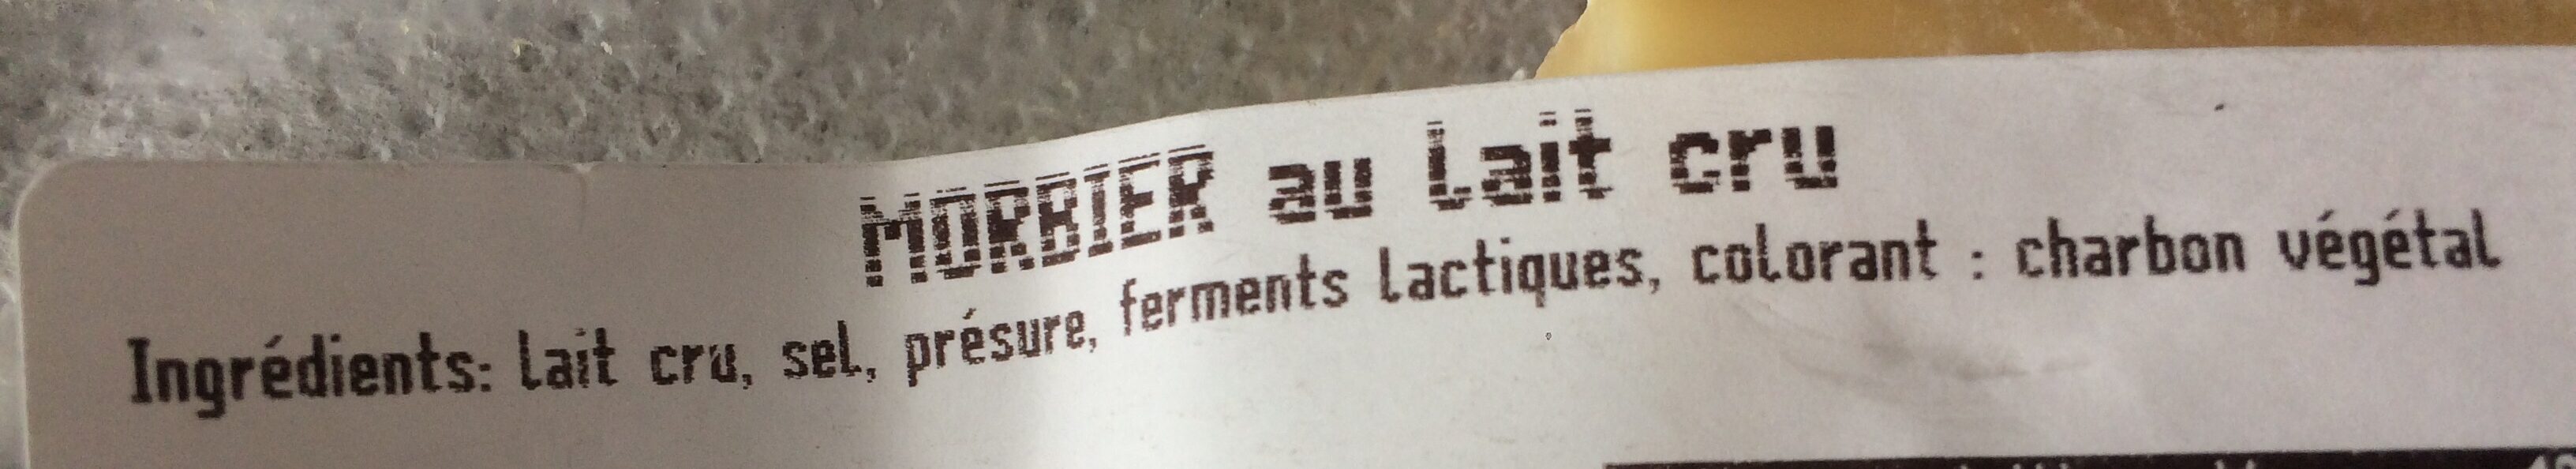 MORBIER au Lait cru
Ingrédients: lait cru, sel, présure, ferments lactiques, colorant : charbon végétal